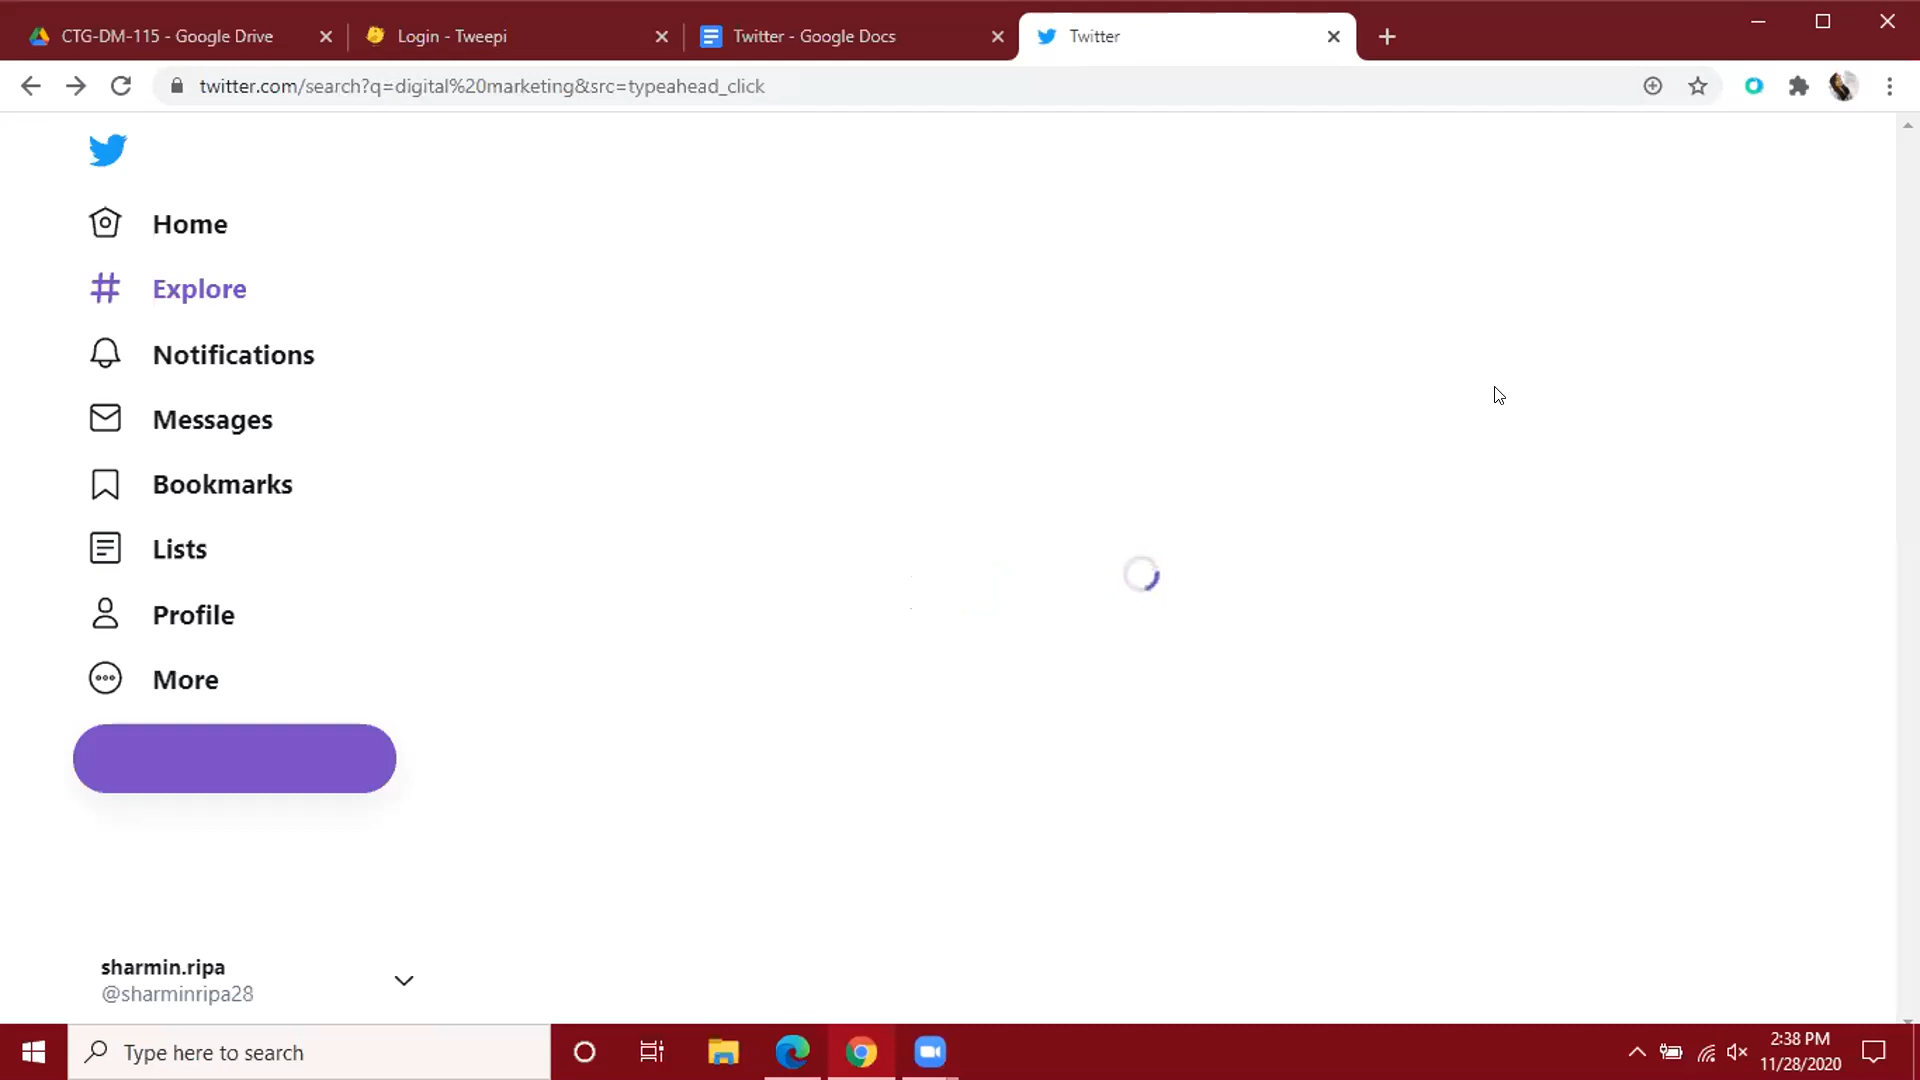 CTG-DM-115 - Google Drive
Login - Tweepi
Twitter - Google Docs
Twitter
twitter.com/search?q=digital%20marketing&src=typeahead_click
Home
Explore
Notifications
Messages
Bookmarks
Lists
Profile
More
sharmin.ripa
@sharminripa28
Type here to search
2:38 PM
11/28/2020